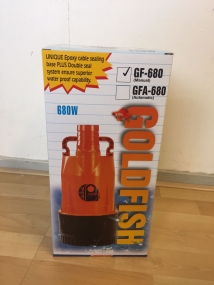 UNIQUE Epoxy cable sealing
base PLUS Double seal
system ensure superior
water proof capability.
GF-680
(Manual)
GFA-680
(Automatic)
680W
GOLDFISH